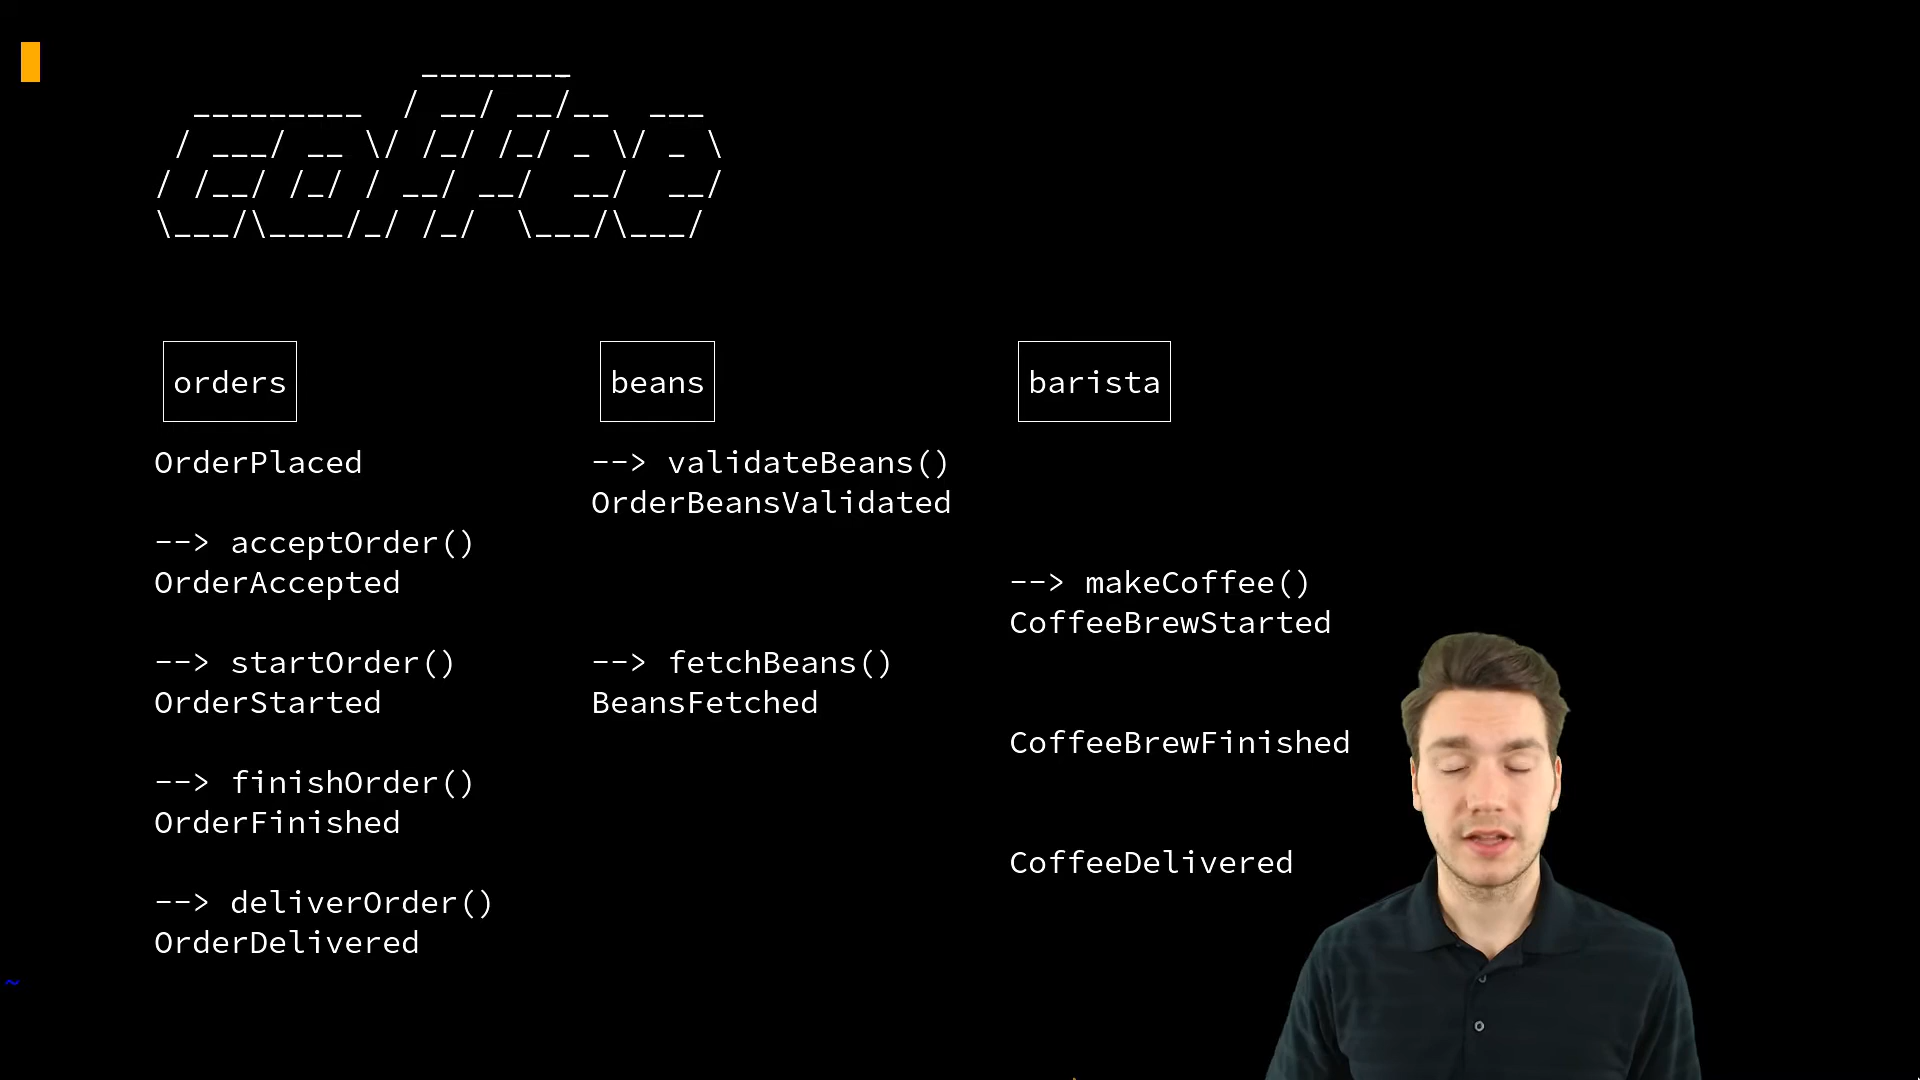 coffee
orders
beans
barista
OrderPlaced
--> validateBeans()
OrderBeansValidated
--> acceptOrder()
OrderAccepted
--> makeCoffee()
CoffeeBrewStarted
--> startOrder()
--> fetchBeans()
OrderStarted
BeansFetched
CoffeeBrewFinished
--> finishOrder()
OrderFinished
CoffeeDelivered
--> deliverOrder()
OrderDelivered
~